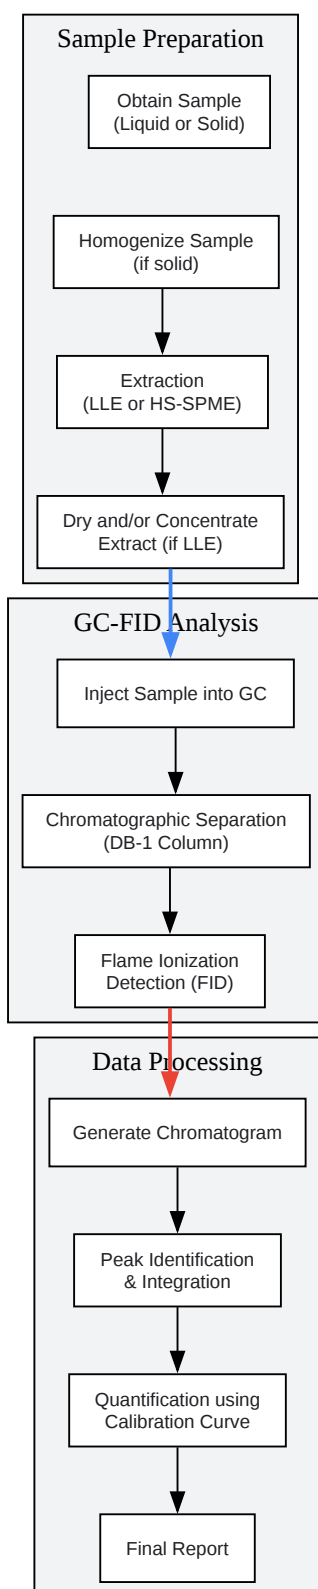 Sample Preparation
Obtain Sample
(Liquid or Solid)
Homogenize Sample
(if solid)
Extraction
(LLE or HS-SPME)
Dry and/or Concentrate
Extract (if LLE)
GC-FID Analysis
Inject Sample into GC
Chromatographic Separation
(DB-1 Column)
Flame Ionization
Detection (FID)
Data Processing
Generate Chromatogram
Peak Identification
& Integration
Quantification using
Calibration Curve
Final Report